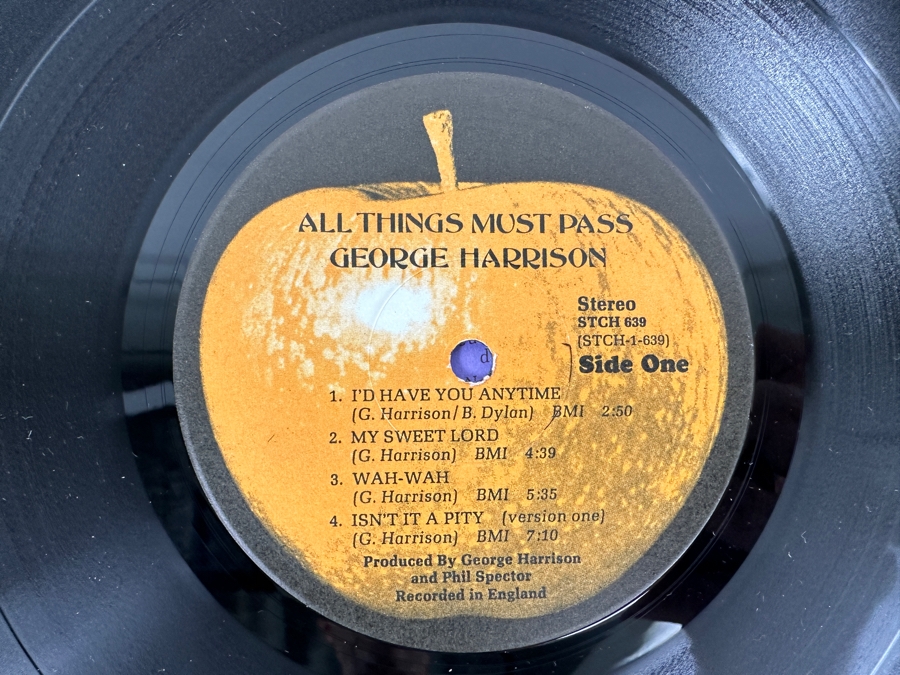 ALL THINGS MUST PASS
GEORGE HARRISON
Stereo
STCH 639
(STCH-1-639)
Side One
d
1. I'D HAVE YOU ANYTIME
(G. Harrison/B. Dylan) BMI 2:50
2. MY SWEET LORD
(G. Harrison) BMI 4:39
3. WAH-WAH
(G. Harrison) BMI 5:35
4. ISN'T IT A PITY (version one)
(G. Harrison) BMI 7:10
Produced By George Harrison
and Phil Spector
Recorded in England